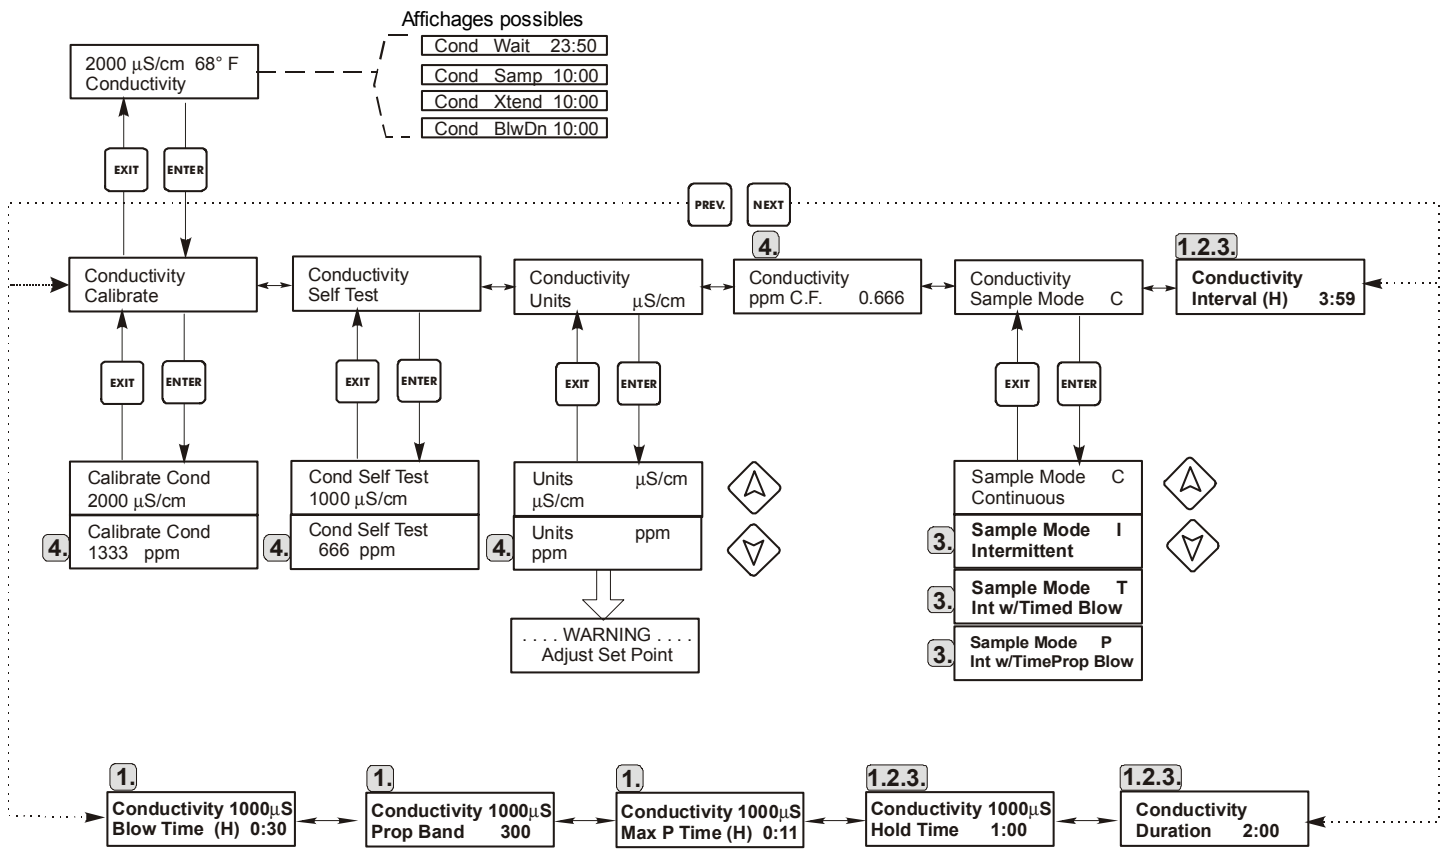 Affichages possibles
2000 μS/cm 68° F
Conductivity
Cond Wait 23:50
Cond Samp 10:00
Cond Xtend 10:00
Cond BlwDn 10:00
EXIT
ENTER
PREV.
NEXT
Conductivity
Calibrate
Conductivity
Self Test
Conductivity
Units μS/cm
4.
Conductivity
ppm C.F. 0.666
Conductivity
Sample Mode C
1.2.3.
Conductivity
Interval (H) 3:59
EXIT
ENTER
EXIT
ENTER
EXIT
ENTER
EXIT
ENTER
Calibrate Cond
2000 μS/cm
4.
Calibrate Cond
1333 ppm
Cond Self Test
1000 μS/cm
4.
Cond Self Test
666 ppm
Units μS/cm
μS/cm
4.
Units ppm
ppm
. . . . WARNING . . . .
Adjust Set Point
Sample Mode C
Continuous
3.
Sample Mode I
Intermittent
3.
Sample Mode T
Int w/Timed Blow
3.
Sample Mode P
Int w/TimeProp Blow
1.
Conductivity 1000μS
Blow Time (H) 0:30
1.
Conductivity 1000μS
Prop Band 300
1.
Conductivity 1000μS
Max P Time (H) 0:11
1.2.3.
Conductivity 1000μS
Hold Time 1:00
1.2.3.
Conductivity
Duration 2:00